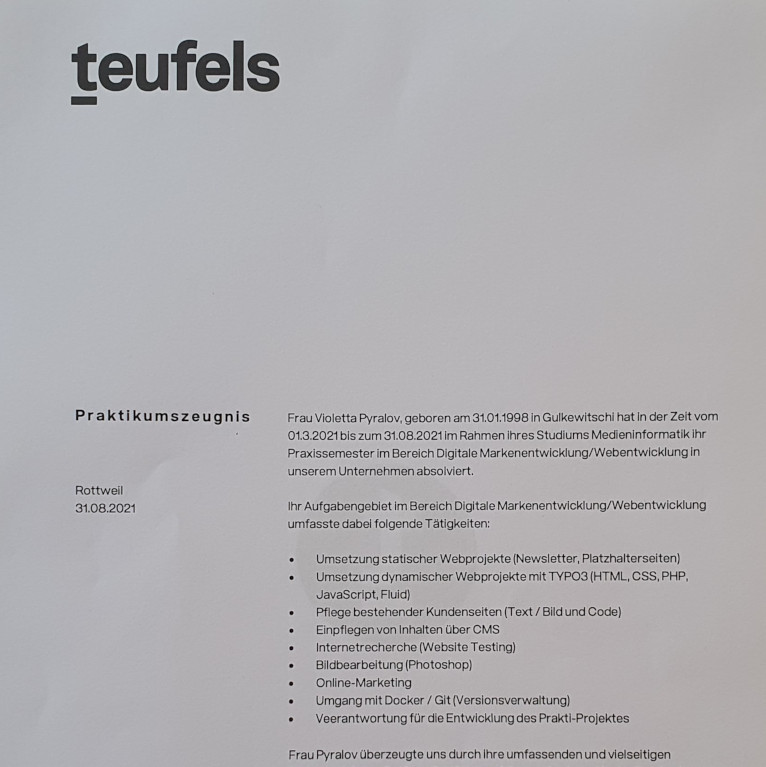 teufels
Praktikumszeugnis
Rottweil
31.08.2021
Frau Violetta Pyralov, geboren am 31.01.1998 in Gulkewitschi hat in der Zeit vom
01.3.2021 bis zum 31.08.2021 im Rahmen ihres Studiums Medieninformatik ihr
Praxissemester im Bereich Digitale Markenentwicklung/Webentwicklung in
unserem Unternehmen absolviert.
Ihr Aufgabengebiet im Bereich Digitale Markenentwicklung/Webentwicklung
umfasste dabei folgende Tätigkeiten:
• Umsetzung statischer Webprojekte (Newsletter, Platzhalterseiten)
• Umsetzung dynamischer Webprojekte mit TYPO3 (HTML, CSS, PHP,
JavaScript, Fluid)
• Pflege bestehender Kundenseiten (Text / Bild und Code)
• Einpflegen von Inhalten über CMS
• Internetrecherche (Website Testing)
• Bildbearbeitung (Photoshop)
• Online-Marketing
• Umgang mit Docker / Git (Versionsverwaltung)
• Veerantwortung für die Entwicklung des Prakti-Projektes
Frau Pyralov überzeugte uns durch ihre umfassenden und vielseitigen